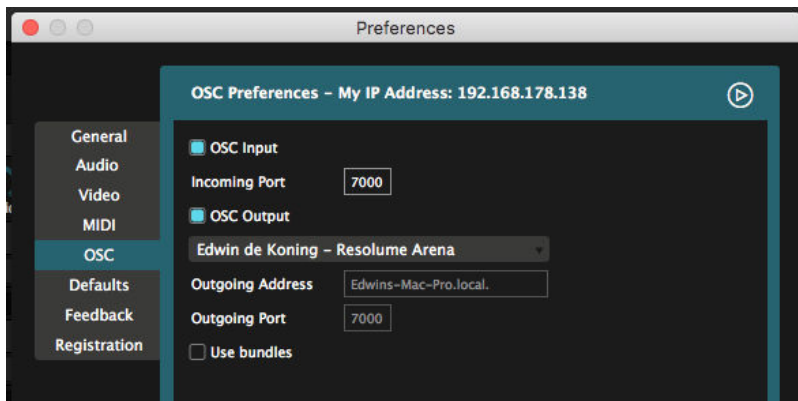 Preferences
OSC Preferences – My IP Address: 192.168.178.138
General
Audio
Video
MIDI
OSC
Defaults
Feedback
Registration
OSC Input
Incoming Port 7000
OSC Output
Edwin de Koning – Resolume Arena
Outgoing Address Edwins-Mac-Pro.local.
Outgoing Port 7000
Use bundles